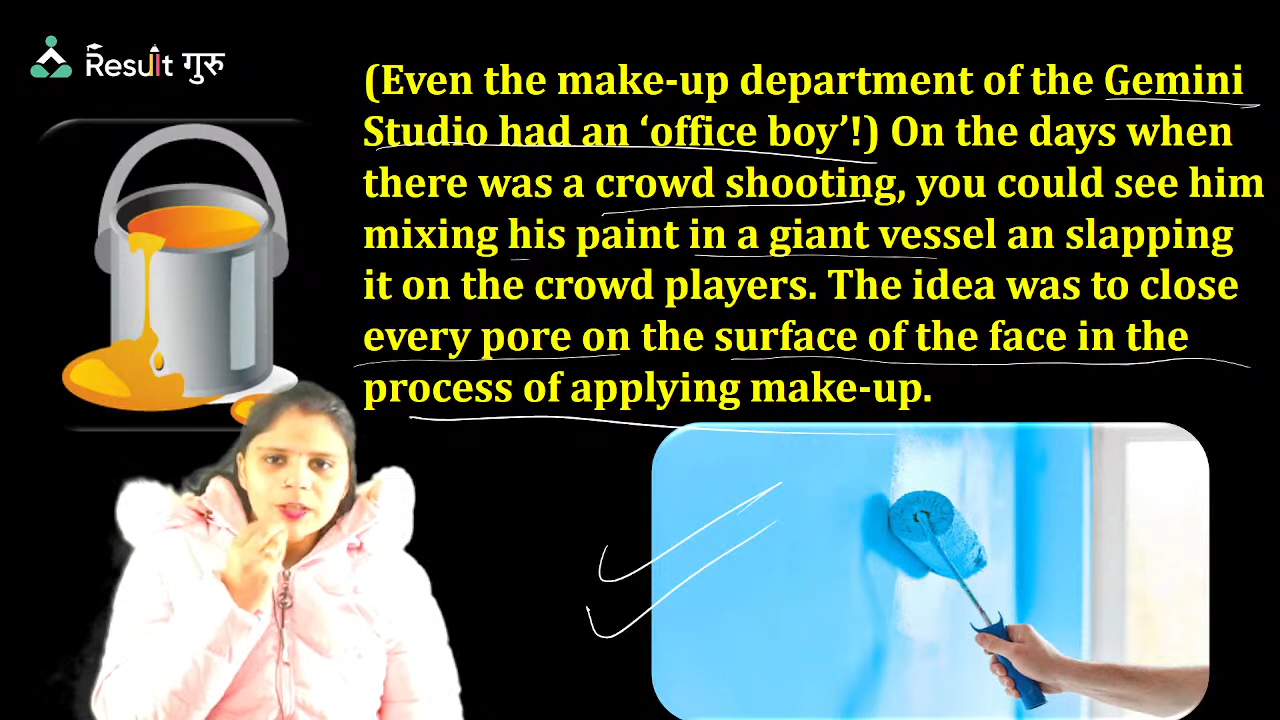 Result गुरु
(Even the make-up department of the Gemini
Studio had an ‘office boy’!) On the days when
there was a crowd shooting, you could see him
mixing his paint in a giant vessel an slapping
it on the crowd players. The idea was to close
every pore on the surface of the face in the
process of applying make-up.